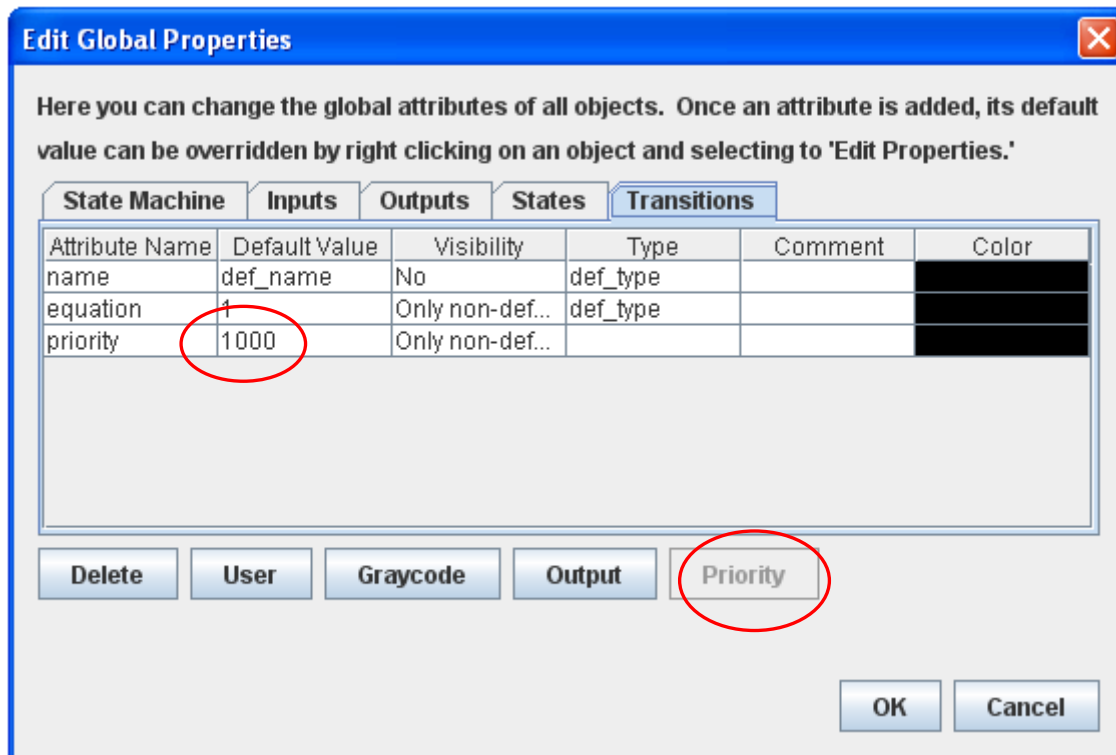 Edit Global Properties
Here you can change the global attributes of all objects. Once an attribute is added, its default
value can be overridden by right clicking on an object and selecting to 'Edit Properties.'
State Machine Inputs Outputs States Transitions
Attribute Name Default Value Visibility Type Comment Color
name def_name No def_type
equation 1 Only non-def... def_type
priority 1000 Only non-def...
Delete User Graycode Output Priority
OK Cancel